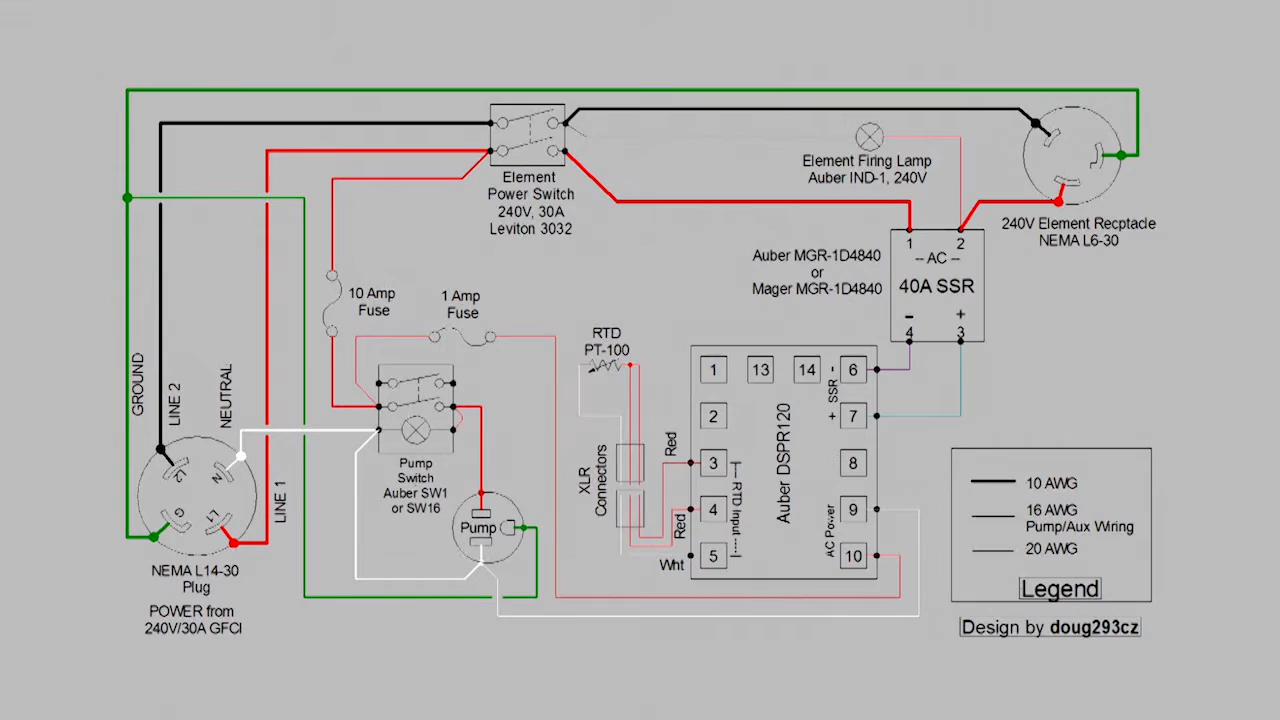 Element Firing Lamp
Auber IND-1, 240V
Element
Power Switch
240V, 30A
Leviton 3032
240V Element Recptacle
NEMA L6-30
1
2
-- AC --
40A SSR
-
+
4
3
Auber MGR-1D4840
or
Mager MGR-1D4840
10 Amp
Fuse
1 Amp
Fuse
RTD
PT-100
GROUND
LINE 2
NEUTRAL
LINE 1
L2
N
G
L1
NEMA L14-30
Plug
POWER from
240V/30A GFCI
Pump
Switch
Auber SW1
or SW16
Pump
XLR
Connectors
Red
Red
Wht
1
13
14
- 6
SSR
2
+ 7
3
8
4
9
5
10
RTD Input ----|
Auber DSPR120
AC Power
10 AWG
16 AWG
Pump/Aux Wiring
20 AWG
Legend
Design by doug293cz